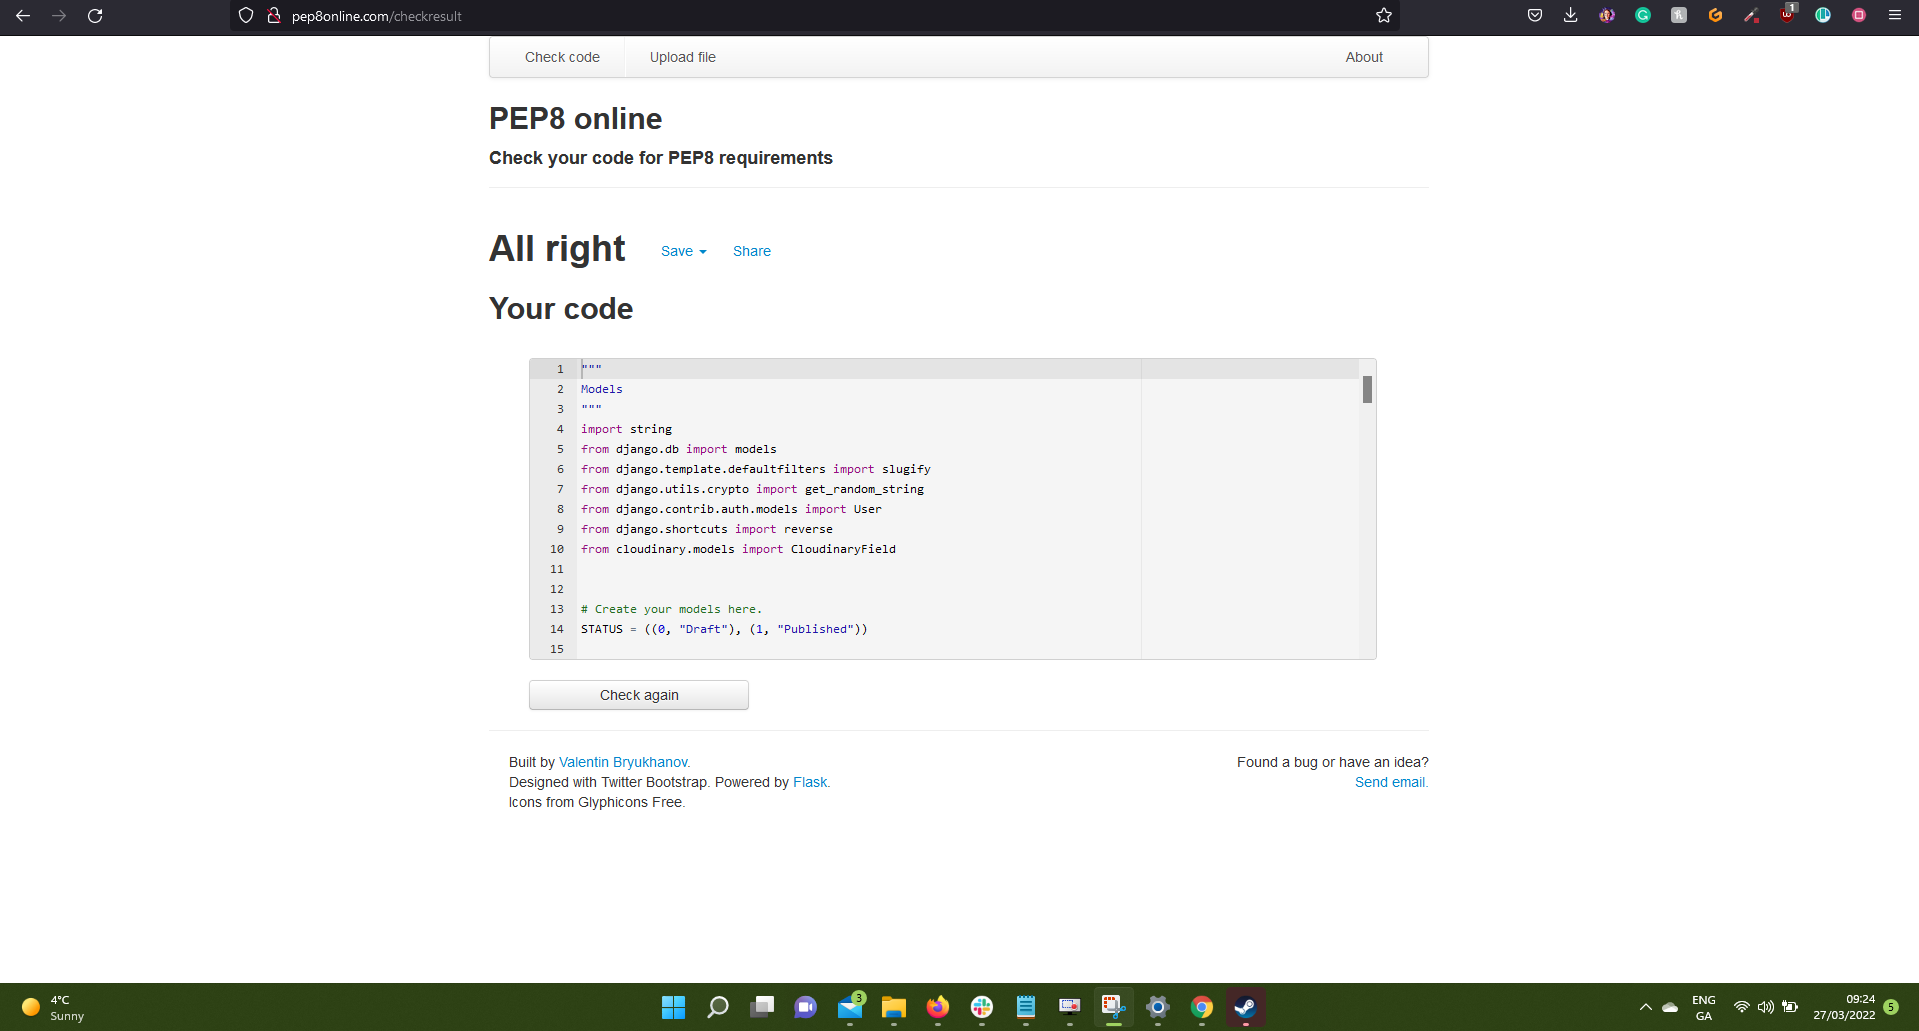 pep8online.com/checkresult
1
Check code
Upload file
About
PEP8 online
Check your code for PEP8 requirements
All right
Save
Share
Your code
1 """
2 Models
3 """
4 import string
5 from django.db import models
6 from django.template.defaultfilters import slugify
7 from django.utils.crypto import get_random_string
8 from django.contrib.auth.models import User
9 from django.shortcuts import reverse
10 from cloudinary.models import CloudinaryField
11
12
13 # Create your models here.
14 STATUS = ((0, "Draft"), (1, "Published"))
15
Check again
Built by Valentin Bryukhanov.
Designed with Twitter Bootstrap. Powered by Flask.
Icons from Glyphicons Free.
Found a bug or have an idea?
Send email.
4°C
Sunny
3
ENG
GA
09:24
27/03/2022
5